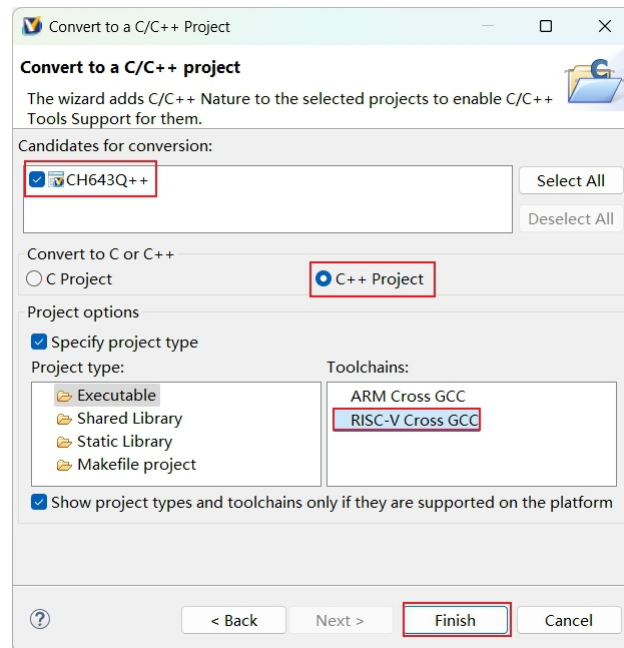 Convert to a C/C++ Project
Convert to a C/C++ project
The wizard adds C/C++ Nature to the selected projects to enable C/C++
Tools Support for them.
Candidates for conversion:
CH643Q++
Select All
Deselect All
Convert to C or C++
C Project
C++ Project
Project options
Specify project type
Project type:
Toolchains:
Executable
Shared Library
Static Library
Makefile project
ARM Cross GCC
RISC-V Cross GCC
Show project types and toolchains only if they are supported on the platform
< Back
Next >
Finish
Cancel